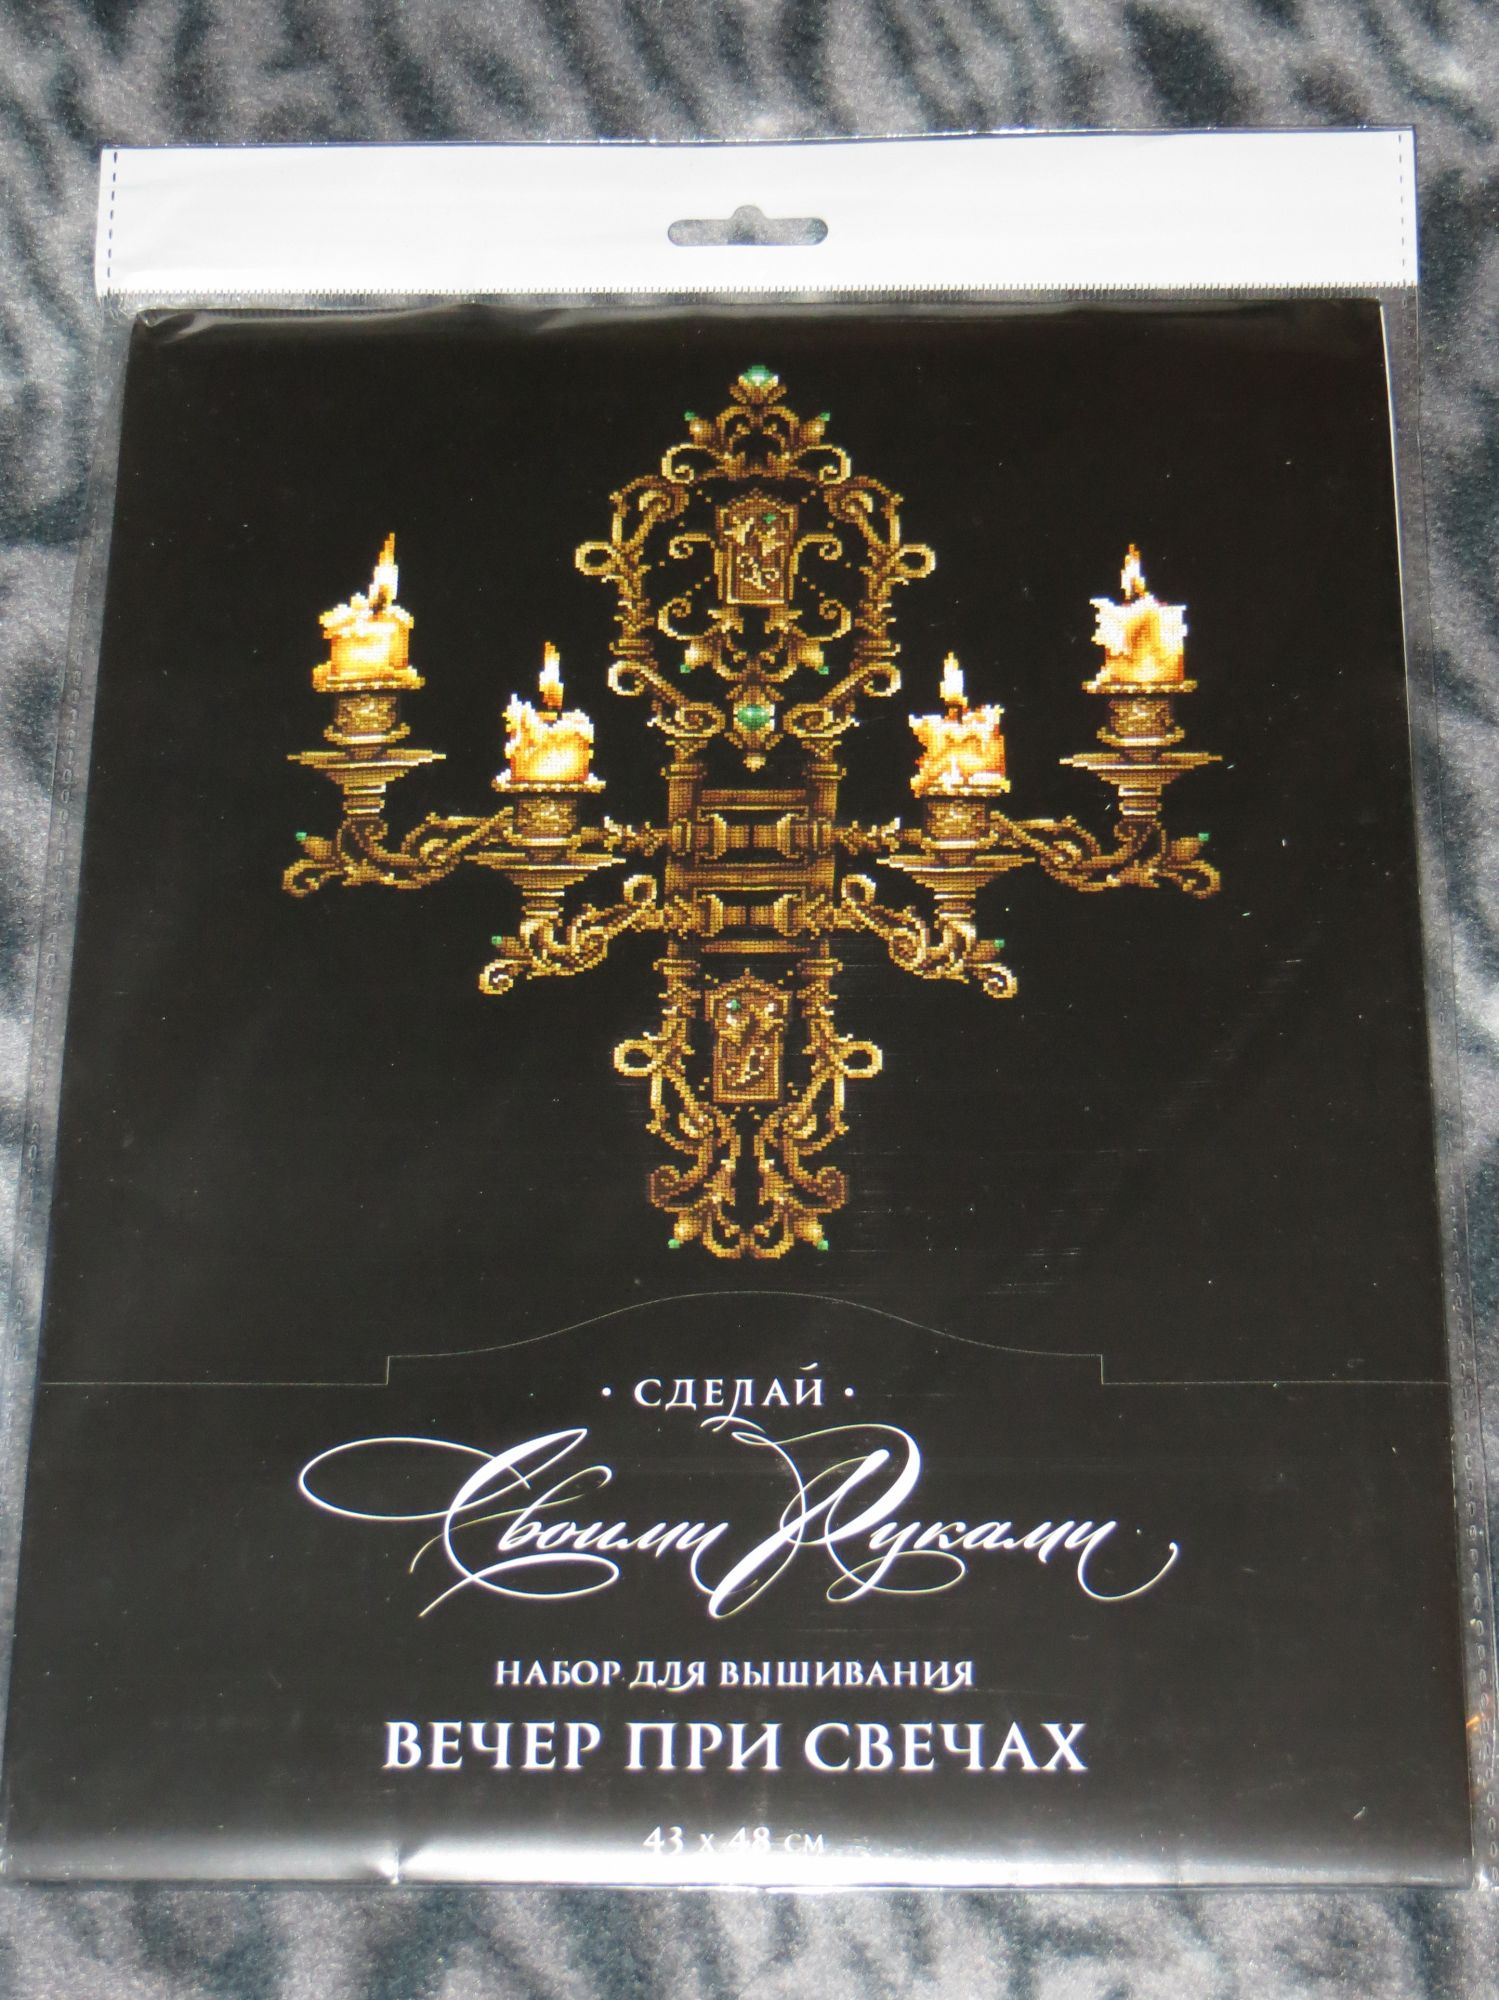 · СДЕЛАЙ ·
Своими Руками
НАБОР ДЛЯ ВЫШИВАНИЯ
ВЕЧЕР ПРИ СВЕЧАХ
43 х 48 см